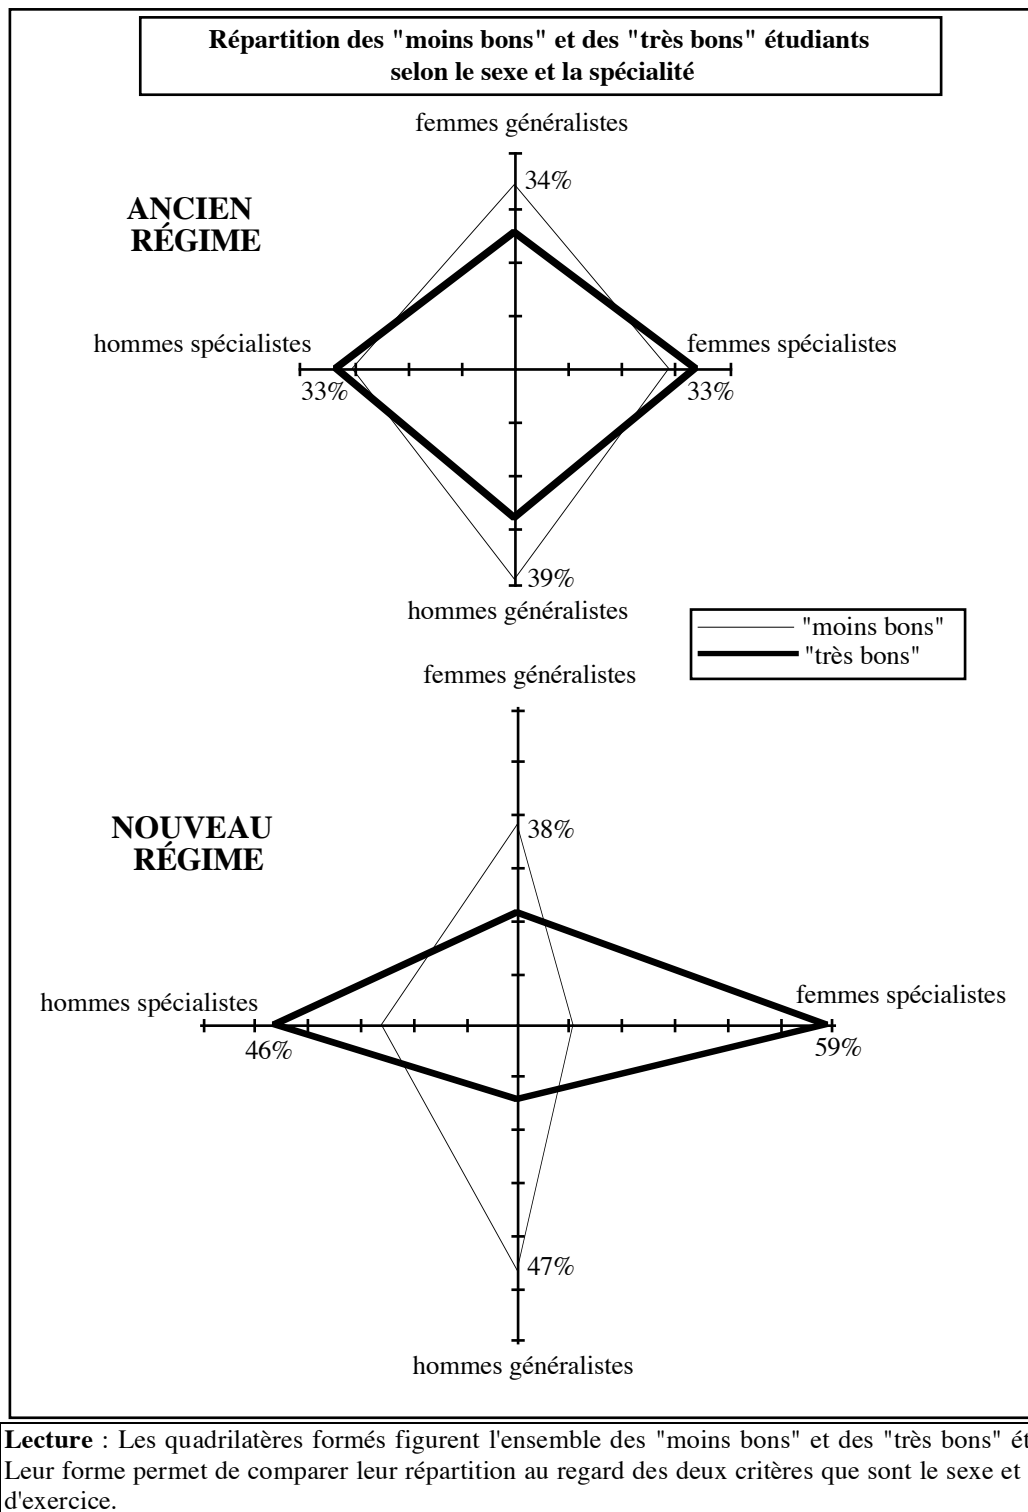 Répartition des "moins bons" et des "très bons" étudiants
selon le sexe et la spécialité
femmes généralistes
34%
ANCIEN
RÉGIME
hommes spécialistes
femmes spécialistes
33%
33%
39%
hommes généralistes
"moins bons"
"très bons"
femmes généralistes
38%
NOUVEAU
RÉGIME
hommes spécialistes
femmes spécialistes
46%
59%
47%
hommes généralistes
Lecture : Les quadrilatères formés figurent l'ensemble des "moins bons" et des "très bons"
Leur forme permet de comparer leur répartition au regard des deux critères que sont le sexe et
d'exercice.